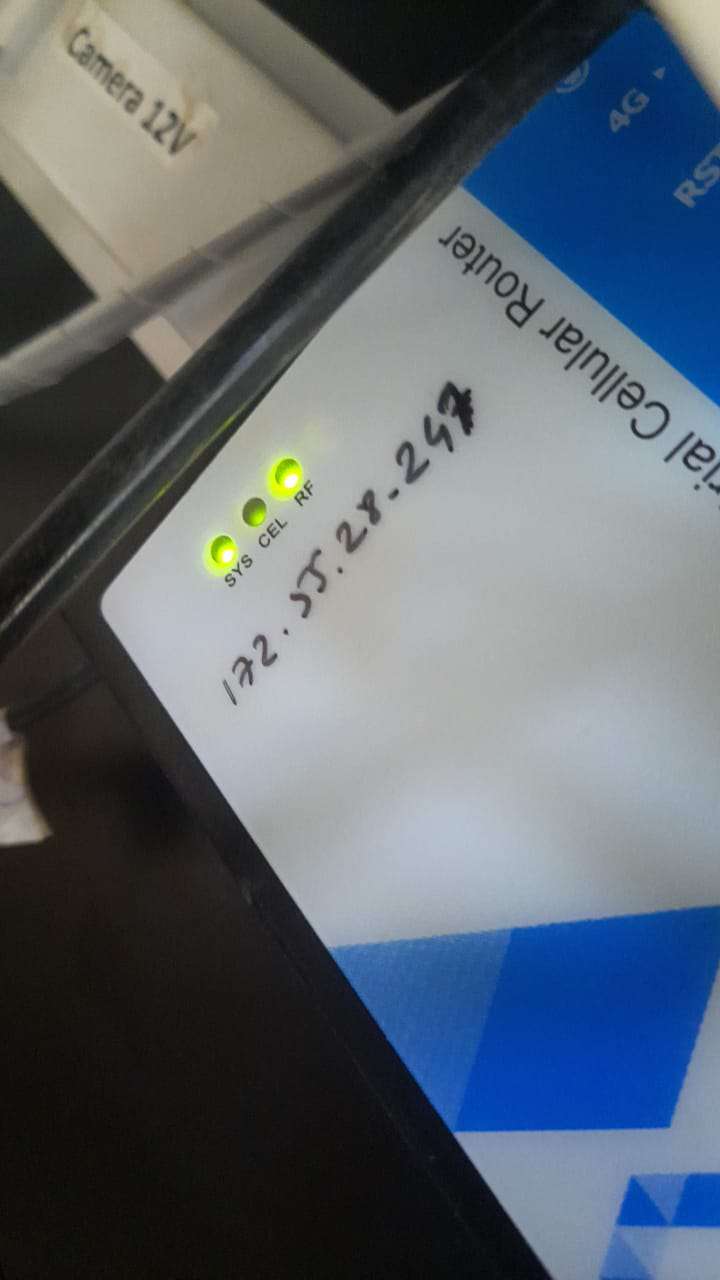 Camera 12V
4G
RST
rial Cellular Router
SYS CEL RF
172.55.28.247